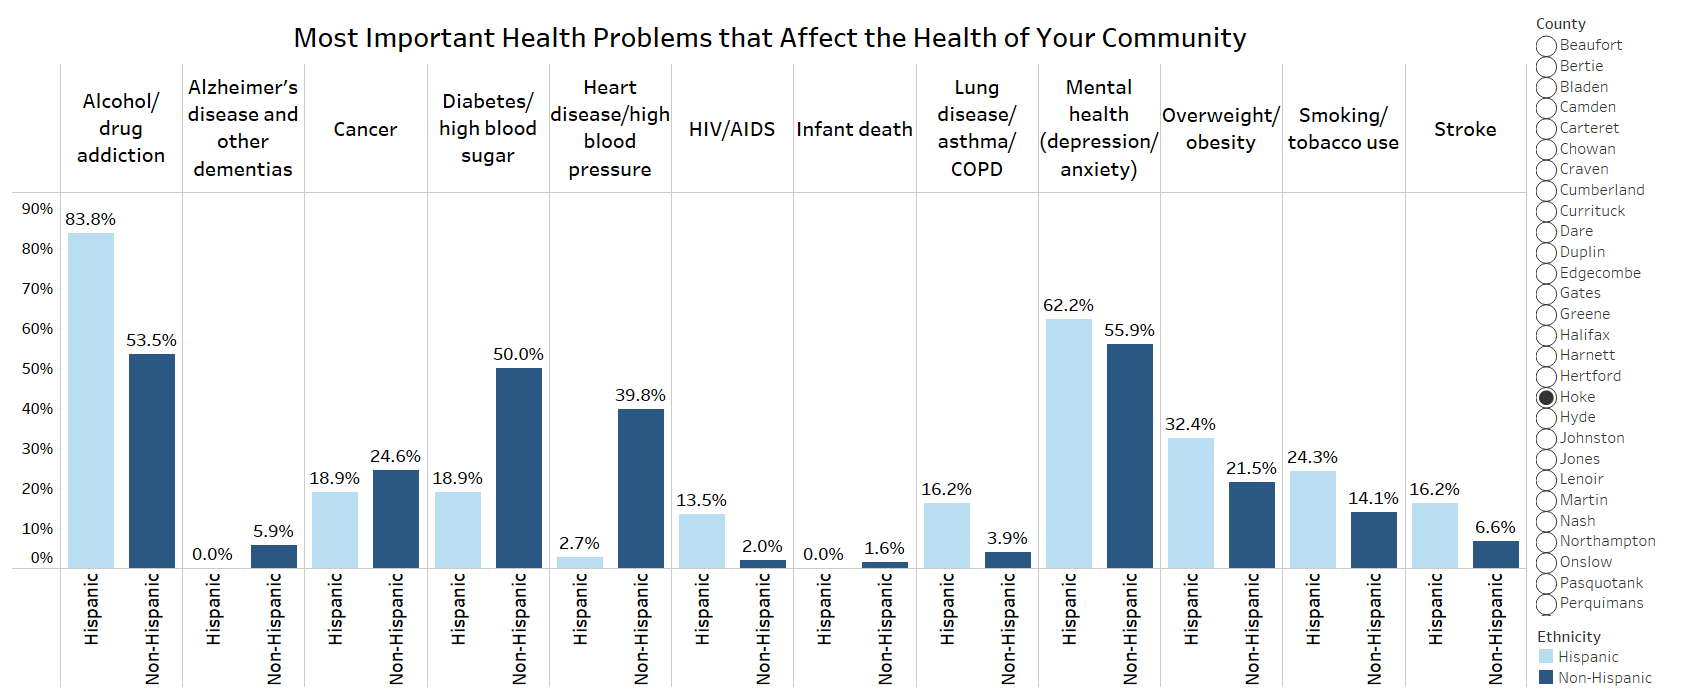 Most Important Health Problems that Affect the Health of Your Community
Alcohol/
drug
addiction
Alzheimer's
disease and
other
dementias
Cancer
Diabetes/
high blood
sugar
Heart
disease/high
blood
pressure
HIV/AIDS
Infant death
Lung
disease/
asthma/
COPD
Mental
health
(depression/
anxiety)
Overweight/
obesity
Smoking/
tobacco use
Stroke
90%
80%
70%
60%
50%
40%
30%
20%
10%
0%
83.8%
53.5%
0.0%
5.9%
18.9%
24.6%
18.9%
50.0%
2.7%
39.8%
13.5%
2.0%
0.0%
1.6%
16.2%
3.9%
62.2%
55.9%
32.4%
21.5%
24.3%
14.1%
16.2%
6.6%
Hispanic
Non-Hispanic
Hispanic
Non-Hispanic
Hispanic
Non-Hispanic
Hispanic
Non-Hispanic
Hispanic
Non-Hispanic
Hispanic
Non-Hispanic
Hispanic
Non-Hispanic
Hispanic
Non-Hispanic
Hispanic
Non-Hispanic
Hispanic
Non-Hispanic
Hispanic
Non-Hispanic
Hispanic
Non-Hispanic
County
Beaufort
Bertie
Bladen
Camden
Carteret
Chowan
Craven
Cumberland
Currituck
Dare
Duplin
Edgecombe
Gates
Greene
Halifax
Harnett
Hertford
Hoke
Hyde
Johnston
Jones
Lenoir
Martin
Nash
Northampton
Onslow
Pasquotank
Perquimans
Ethnicity
Hispanic
Non-Hispanic